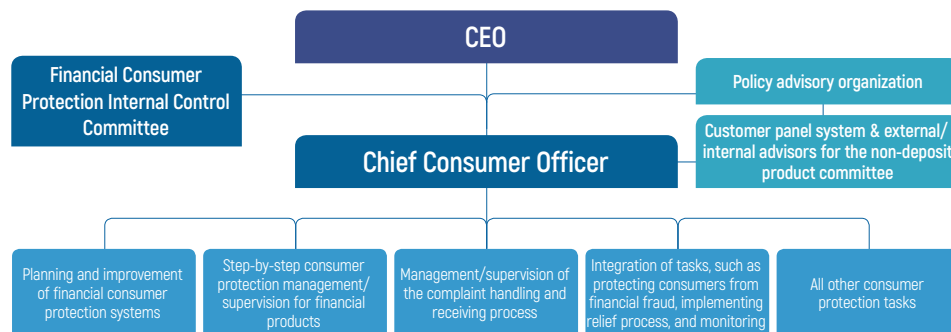 CEO
Financial Consumer
Protection Internal Control
Committee
Policy advisory organization
Customer panel system & external/
internal advisors for the non-deposit
product committee
Chief Consumer Officer
Planning and improvement
of financial consumer
protection systems
Step-by-step consumer
protection management/
supervision for financial
products
Management/supervision of
the complaint handling and
receiving process
Integration of tasks, such as
protecting consumers from
financial fraud, implementing
relief process, and monitoring
All other consumer
protection tasks